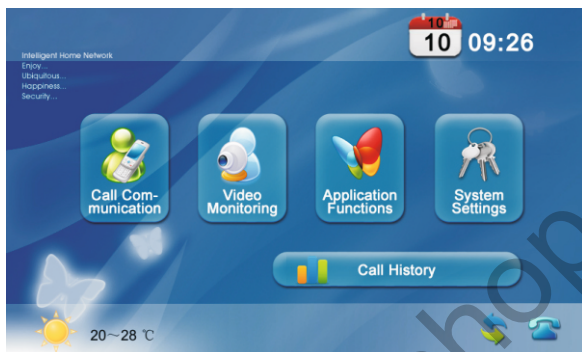 10
10 09:26
Intelligent Home Network
Enjoy...
Ubiquitous...
Happiness...
Security...
Call Com-
munication
Video
Monitoring
Application
Functions
System
Settings
Call History
20～28 ℃
shop